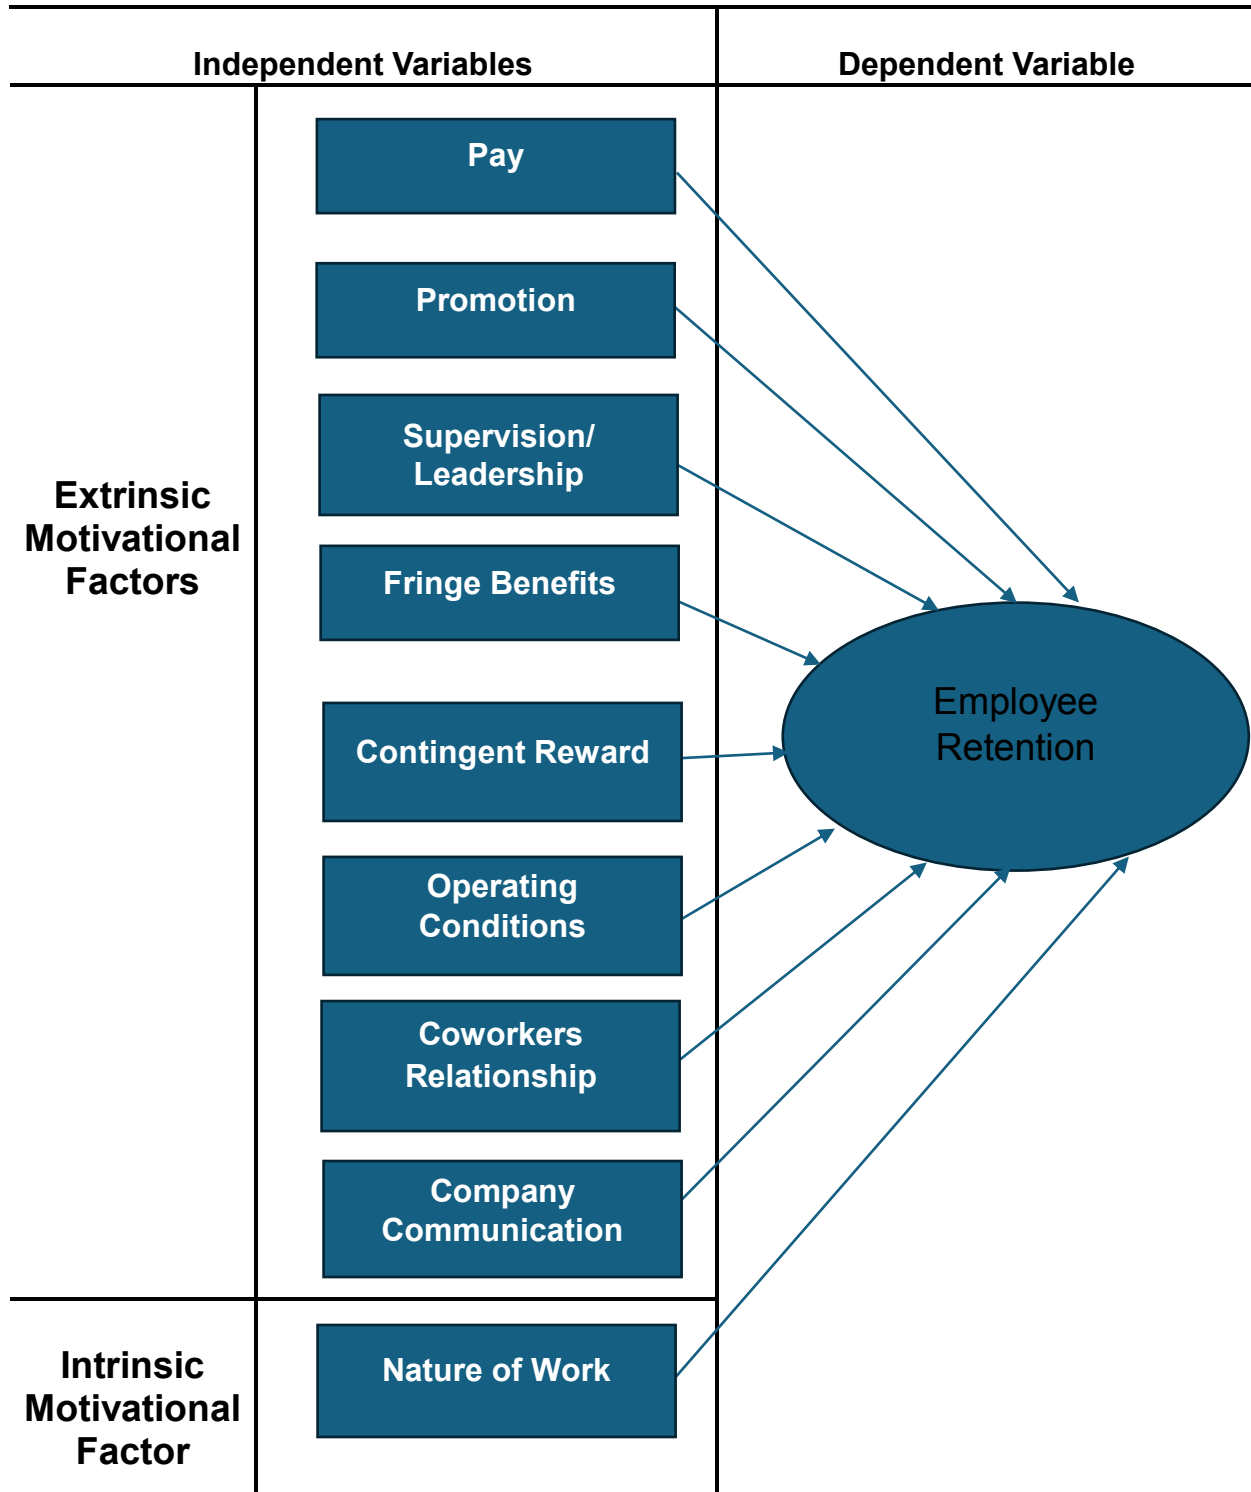 Independent Variables
Dependent Variable
Extrinsic
Motivational
Factors
Pay
Promotion
Supervision/
Leadership
Fringe Benefits
Contingent Reward
Operating
Conditions
Coworkers
Relationship
Company
Communication
Employee
Retention
Intrinsic
Motivational
Factor
Nature of Work